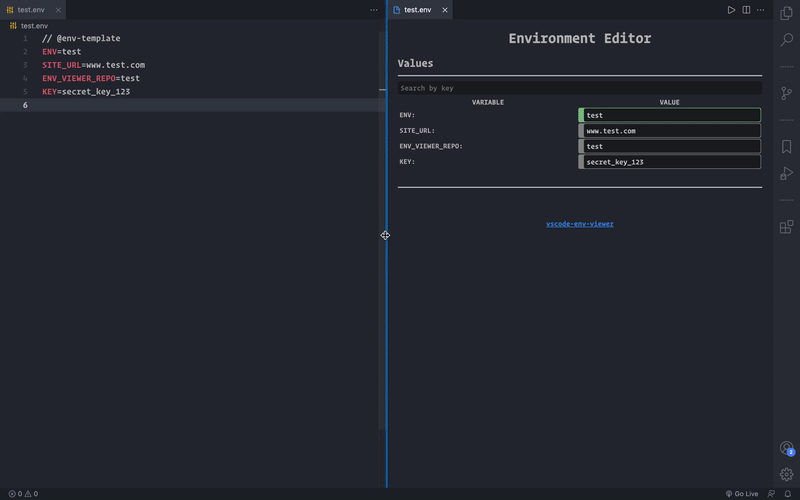 test.env
test.env
1 // @env-template
2 ENV=test
3 SITE_URL=www.test.com
4 ENV_VIEWER_REPO=test
5 KEY=secret_key_123
6
test.env
Environment Editor
Values
Search by key
VARIABLE VALUE
ENV: test
SITE_URL: www.test.com
ENV_VIEWER_REPO: test
KEY: secret_key_123
vscode-env-viewer
2
0 0
Go Live